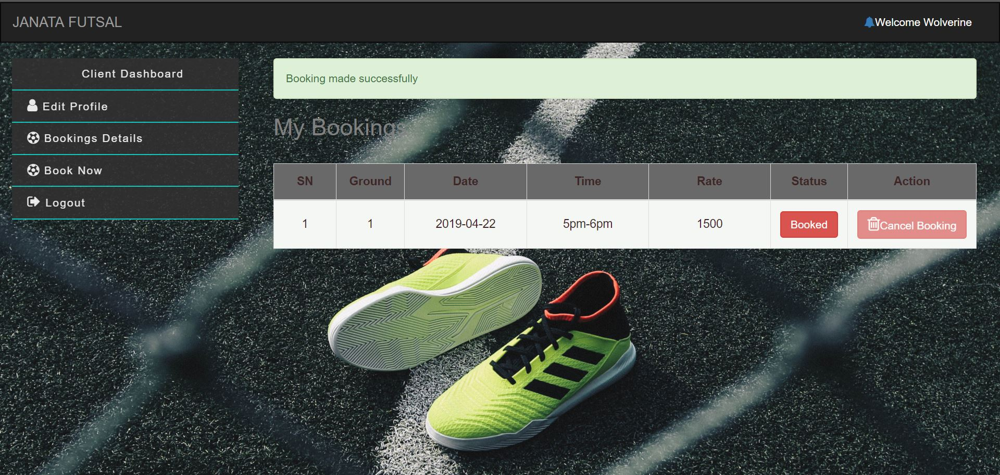 JANATA FUTSAL
Welcome Wolverine
Client Dashboard
Edit Profile
Bookings Details
Book Now
Logout
Booking made successfully
My Bookings
SN Ground Date Time Rate Status Action
1 1 2019-04-22 5pm-6pm 1500 Booked Cancel Booking